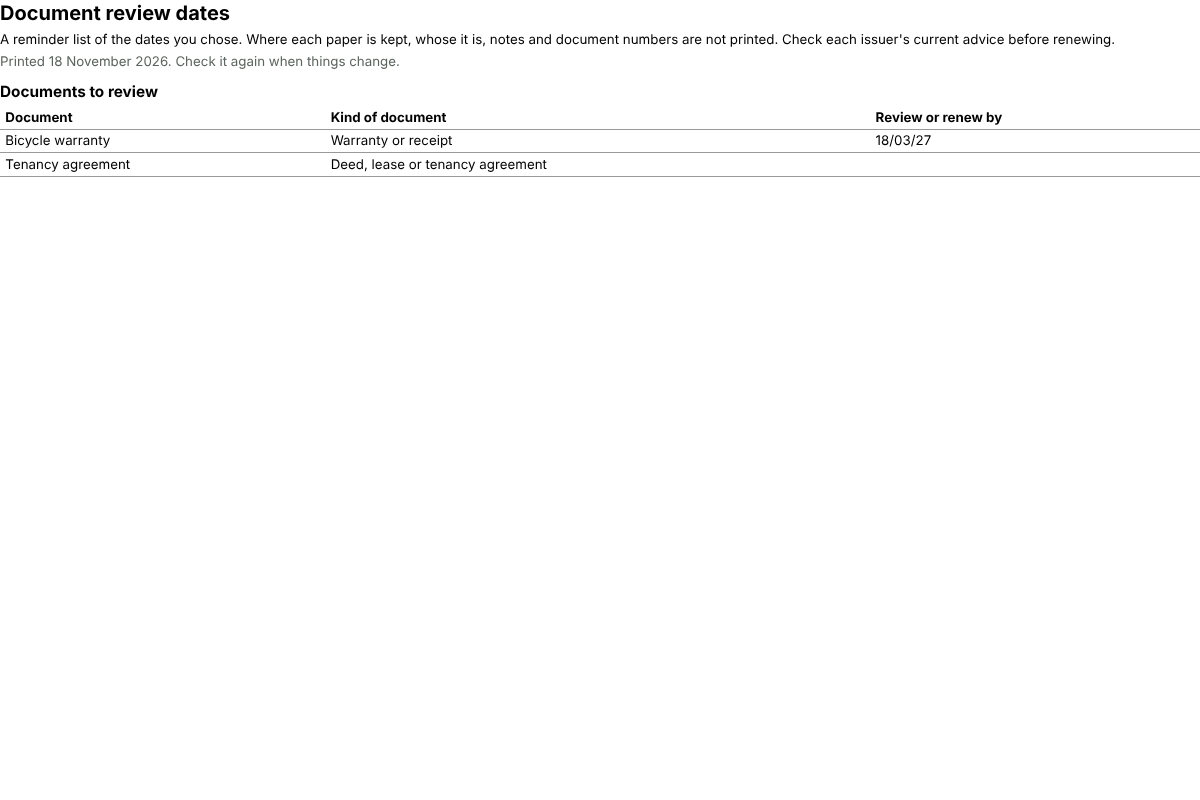 Document review dates
A reminder list of the dates you chose. Where each paper is kept, whose it is, notes and document numbers are not printed. Check each issuer's current advice before renewing.
Printed 18 November 2026. Check it again when things change.
Documents to review
Document Kind of document Review or renew by
Bicycle warranty Warranty or receipt 18/03/27
Tenancy agreement Deed, lease or tenancy agreement